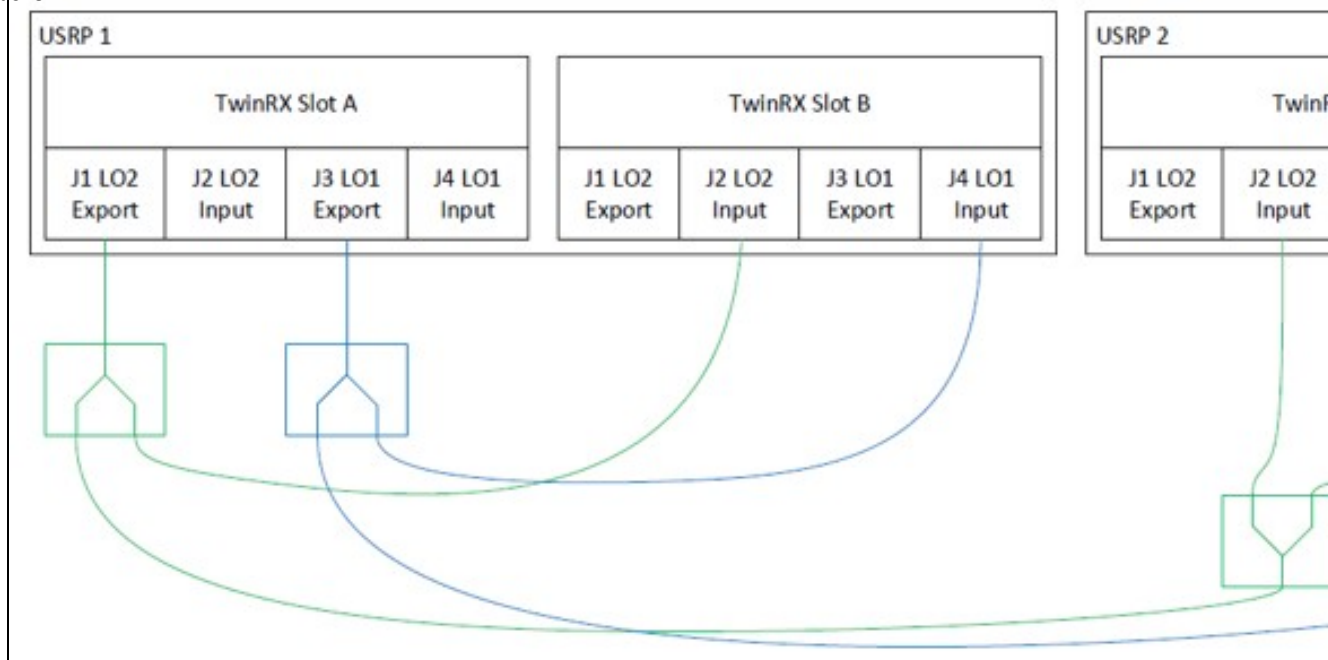 USRP 1
TwinRX Slot A
J1 LO2
Export
J2 LO2
Input
J3 LO1
Export
J4 LO1
Input
TwinRX Slot B
J1 LO2
Export
J2 LO2
Input
J3 LO1
Export
J4 LO1
Input
USRP 2
J1 LO2
Export
J2 LO2
Input